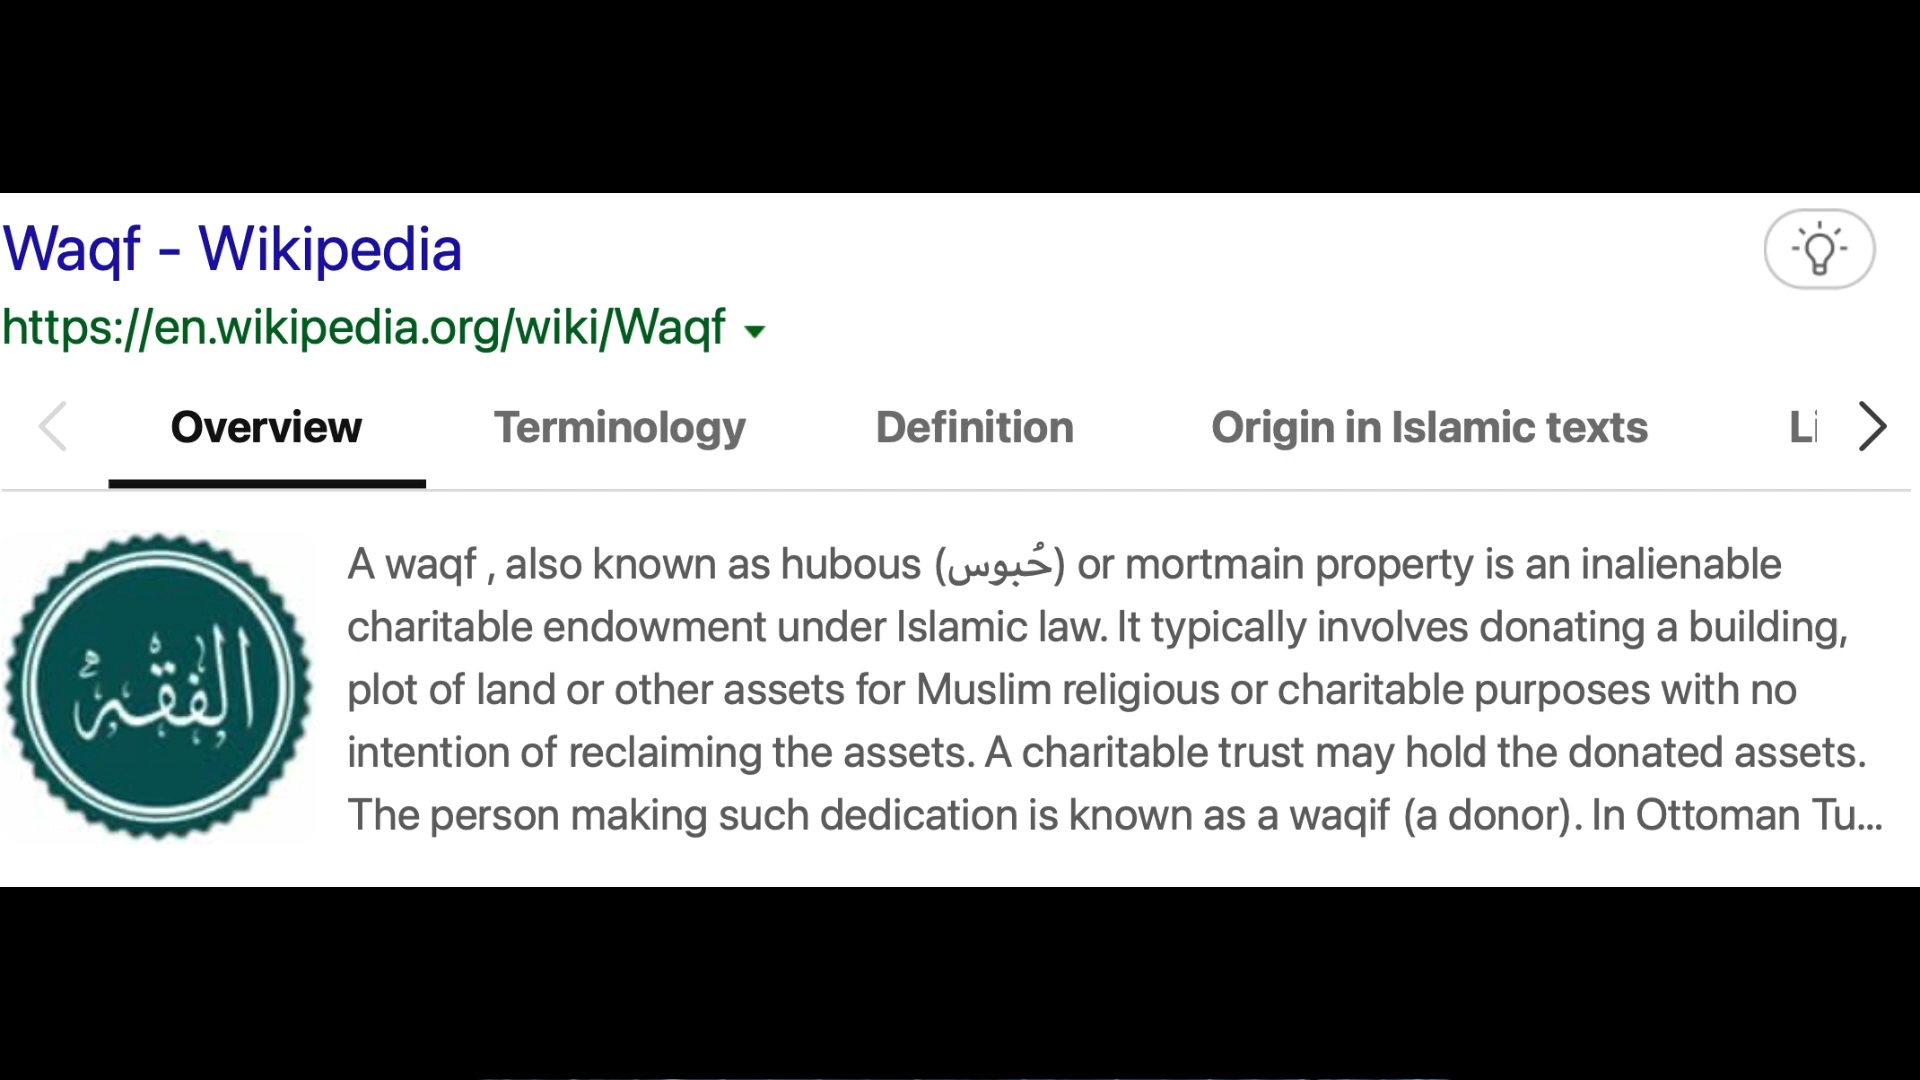 Waqf - Wikipedia
https://en.wikipedia.org/wiki/Waqf
Overview Terminology Definition Origin in Islamic texts Li
الفقه
A waqf , also known as hubous (حُبوس) or mortmain property is an inalienable
charitable endowment under Islamic law. It typically involves donating a building,
plot of land or other assets for Muslim religious or charitable purposes with no
intention of reclaiming the assets. A charitable trust may hold the donated assets.
The person making such dedication is known as a waqif (a donor). In Ottoman Tu...